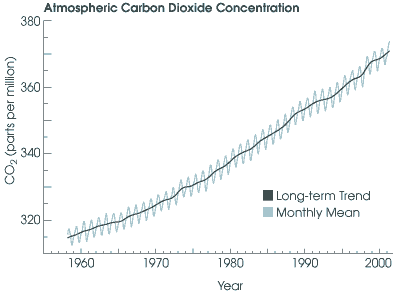 Atmospheric Carbon Dioxide Concentration
380
360
340
320
CO2 (parts per million)
Long-term Trend
Monthly Mean
1960 1970 1980 1990 2000
Year